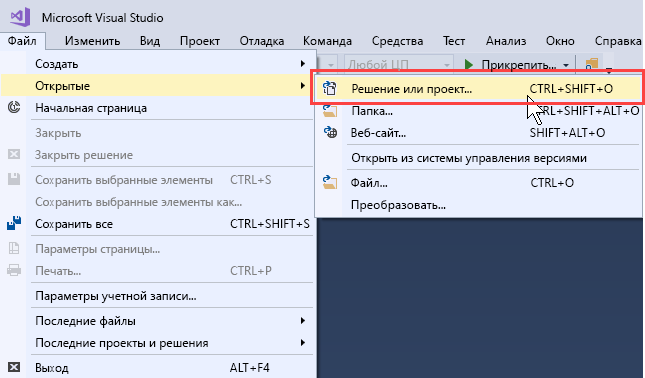 Microsoft Visual Studio
Файл Изменить Вид Проект Отладка Команда Средства Тест Анализ Окно Справка
Любой ЦП Прикрепить...
Создать
Открытые
Начальная страница
Закрыть
Закрыть решение
Сохранить выбранные элементы CTRL+S
Сохранить выбранные элементы как...
Сохранить все CTRL+SHIFT+S
Параметры страницы...
Печать... CTRL+P
Параметры учетной записи...
Последние файлы
Последние проекты и решения
Выход ALT+F4
Решение или проект... CTRL+SHIFT+O
Папка... CTRL+SHIFT+ALT+O
Веб-сайт... SHIFT+ALT+O
Открыть из системы управления версиями
Файл... CTRL+O
Преобразовать...